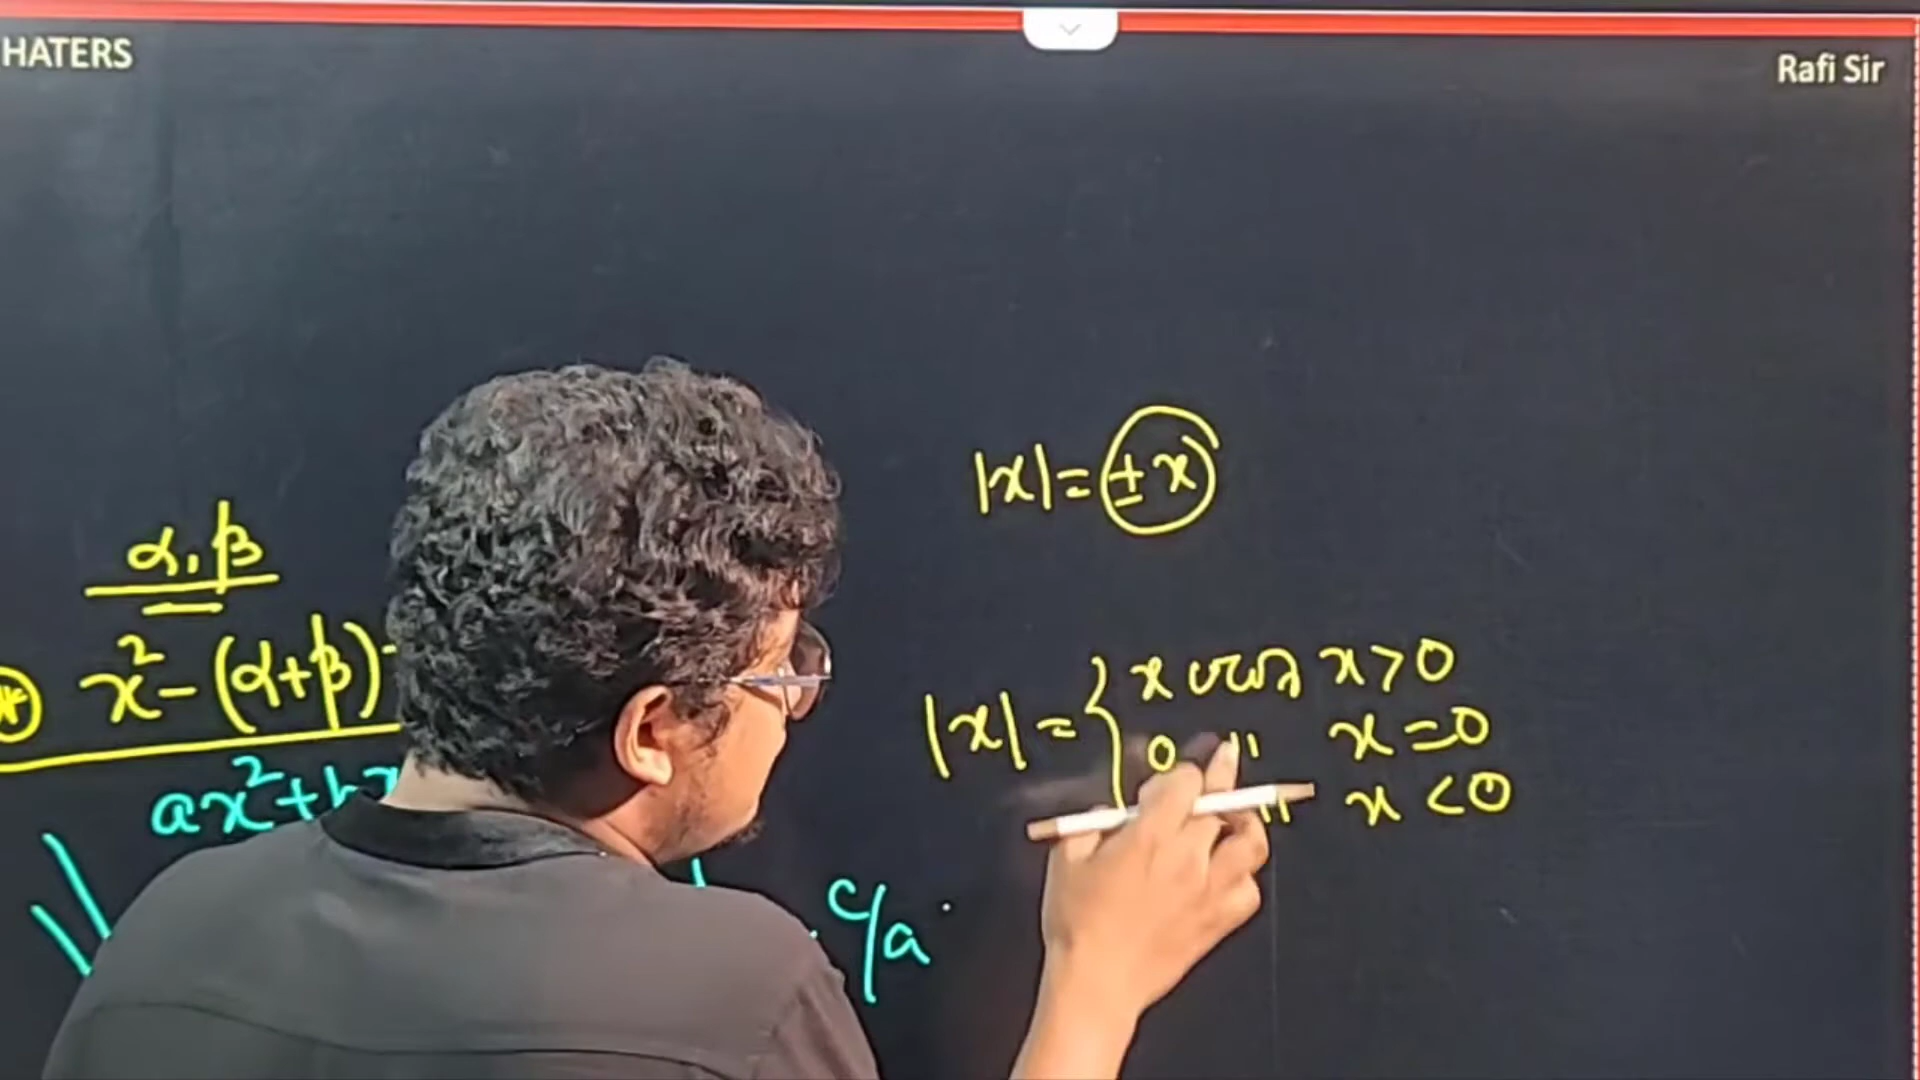 HATERS
Rafi Sir
|x| = ± x
α, β
x² - (α+β)
ax² +
c/a
|x| = { x যখন x > 0
0 " x = 0
" x < 0